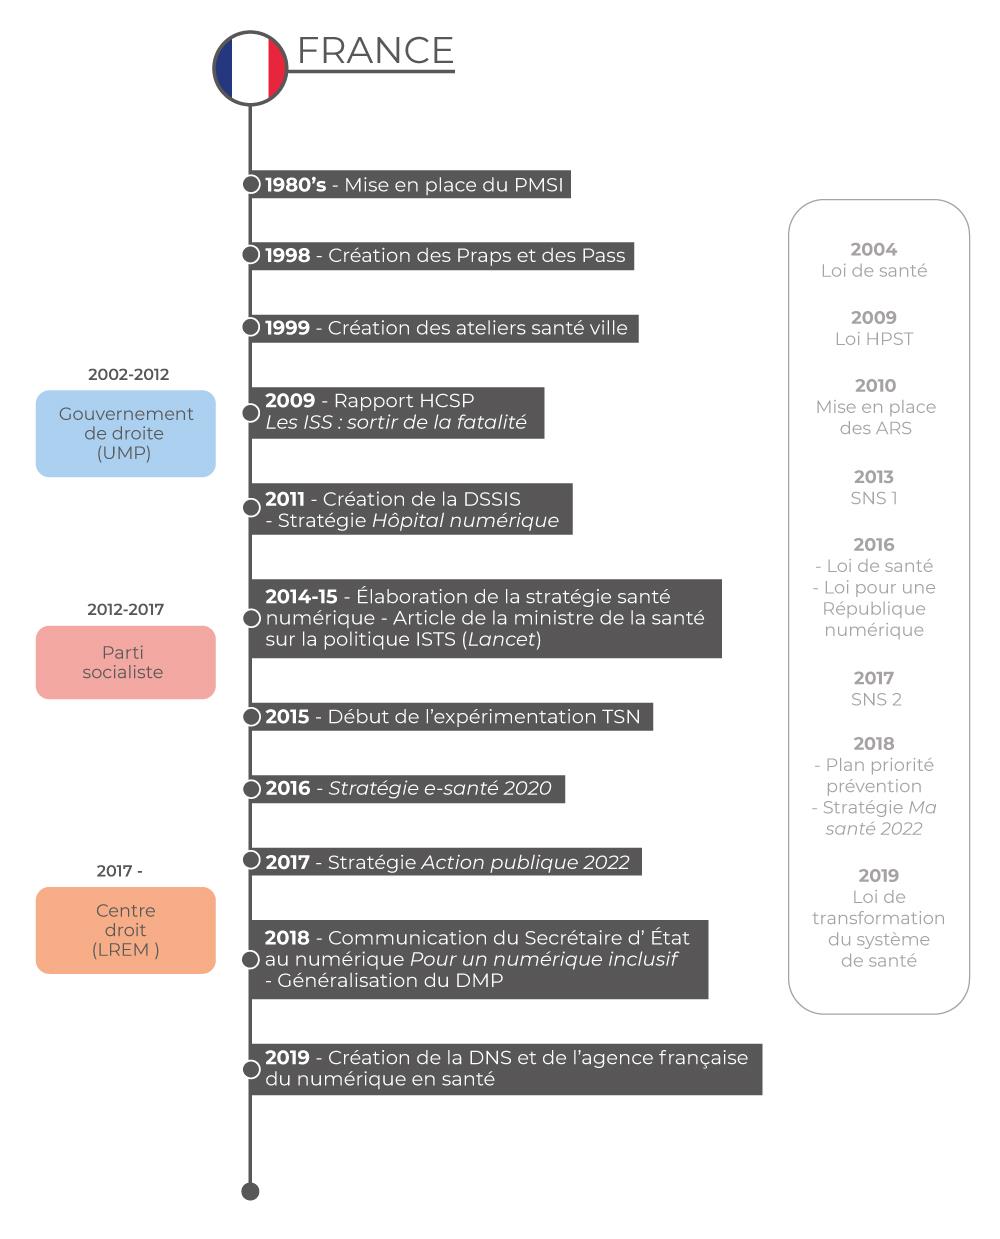 FRANCE
1980's - Mise en place du PMSI
1998 - Création des Praps et des Pass
1999 - Création des ateliers santé ville
2002-2012
Gouvernement
de droite
(UMP)
2009 - Rapport HCSP
Les ISS : sortir de la fatalité
2011 - Création de la DSSIS
- Stratégie Hôpital numérique
2012-2017
Parti
socialiste
2014-15 - Élaboration de la stratégie santé
numérique - Article de la ministre de la santé
sur la politique ISTS (Lancet)
2015 - Début de l'expérimentation TSN
2016 - Stratégie e-santé 2020
2017 - Stratégie Action publique 2022
2017 -
Centre
droit
(LREM )
2018 - Communication du Secrétaire d' État
au numérique Pour un numérique inclusif
- Généralisation du DMP
2019 - Création de la DNS et de l'agence française
du numérique en santé
2004
Loi de santé
2009
Loi HPST
2010
Mise en place
des ARS
2013
SNS 1
2016
- Loi de santé
- Loi pour une
République
numérique
2017
SNS 2
2018
- Plan priorité
prévention
- Stratégie Ma
santé 2022
2019
Loi de
transformation
du système
de santé